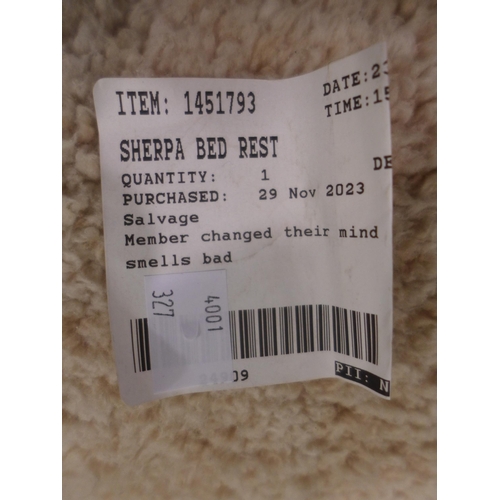 ITEM: 1451793
DATE:23
TIME:15
SHERPA BED REST
DE
QUANTITY: 1
PURCHASED: 29 Nov 2023
Salvage
Member changed their mind
smells bad
327
4001
PII: N